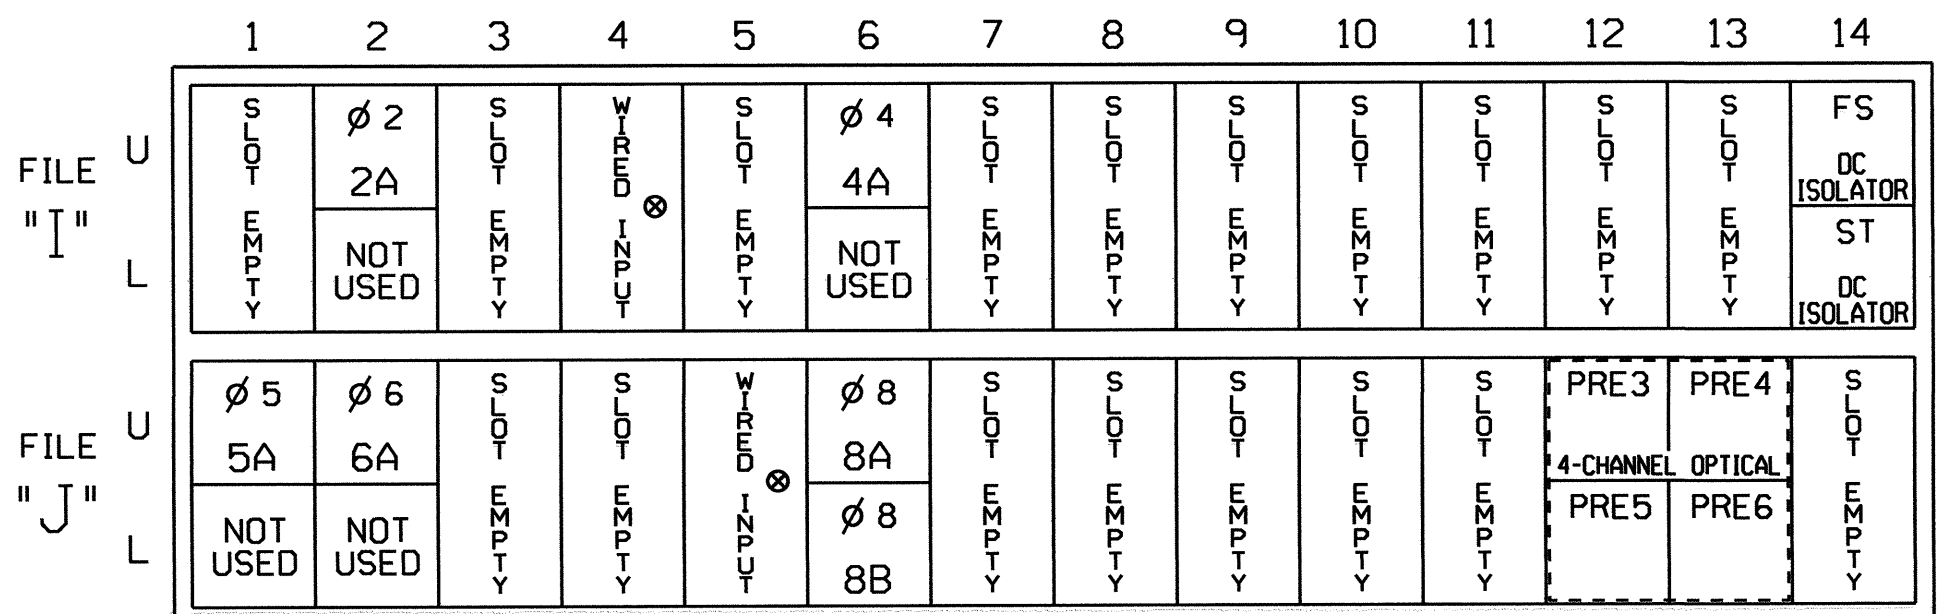 1 2 3 4 5 6 7 8 9 10 11 12 13 14
FILE "I"
U
L
SLOT EMPTY
Ø 2
2A
NOT USED
SLOT EMPTY
WIRED INPUT ⊗
SLOT EMPTY
Ø 4
4A
NOT USED
SLOT EMPTY
SLOT EMPTY
SLOT EMPTY
SLOT EMPTY
SLOT EMPTY
SLOT EMPTY
SLOT EMPTY
FS
DC
ISOLATOR
ST
DC
ISOLATOR
FILE "J"
U
L
Ø 5
5A
NOT USED
Ø 6
6A
NOT USED
SLOT EMPTY
SLOT EMPTY
WIRED INPUT ⊗
Ø 8
8A
Ø 8
8B
SLOT EMPTY
SLOT EMPTY
SLOT EMPTY
SLOT EMPTY
SLOT EMPTY
PRE3 PRE4
4-CHANNEL OPTICAL
PRE5 PRE6
SLOT EMPTY